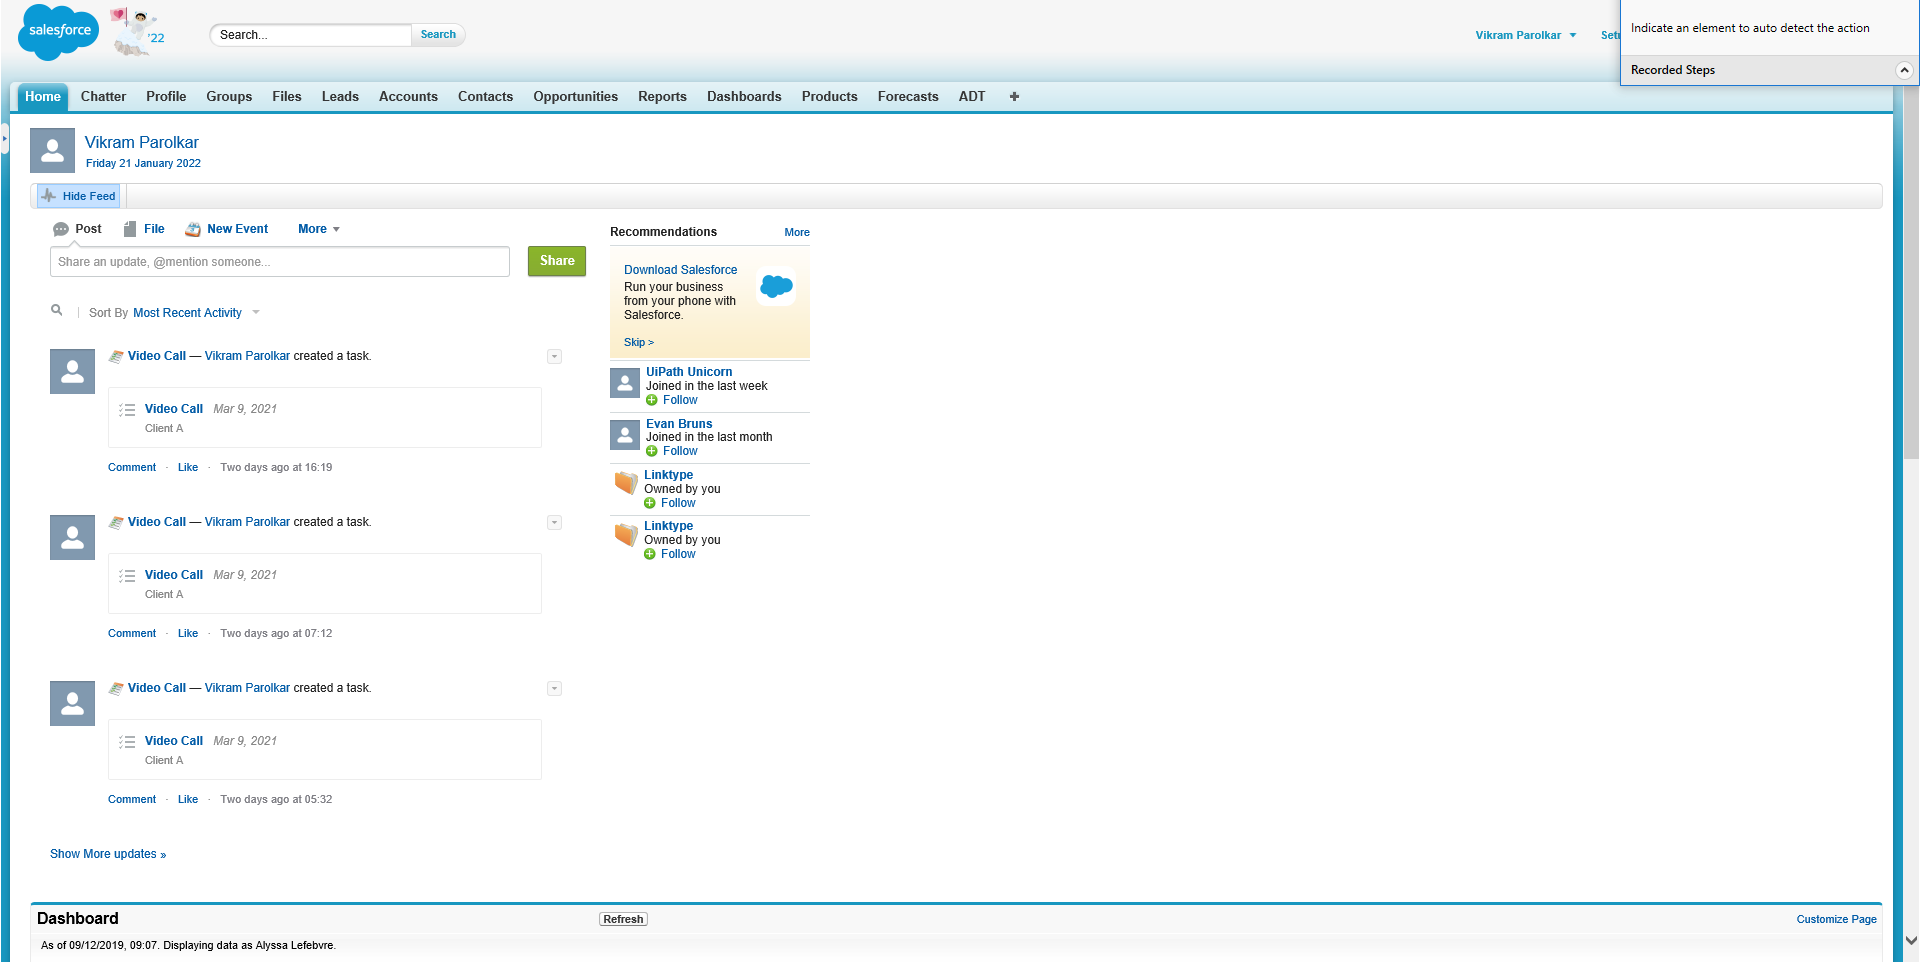 salesforce
'22
Search...
Search
Vikram Parolkar
Indicate an element to auto detect the action
Recorded Steps
Home Chatter Profile Groups Files Leads Accounts Contacts Opportunities Reports Dashboards Products Forecasts ADT +
Vikram Parolkar
Friday 21 January 2022
Hide Feed
Post File New Event More
Share an update, @mention someone...
Share
Sort By Most Recent Activity
Video Call — Vikram Parolkar created a task.
Video Call Mar 9, 2021
Client A
Comment · Like · Two days ago at 16:19
Video Call — Vikram Parolkar created a task.
Video Call Mar 9, 2021
Client A
Comment · Like · Two days ago at 07:12
Video Call — Vikram Parolkar created a task.
Video Call Mar 9, 2021
Client A
Comment · Like · Two days ago at 05:32
Show More updates »
Recommendations More
Download Salesforce
Run your business
from your phone with
Salesforce.
Skip >
UiPath Unicorn
Joined in the last week
Follow
Evan Bruns
Joined in the last month
Follow
Linktype
Owned by you
Follow
Linktype
Owned by you
Follow
Dashboard
Refresh
Customize Page
As of 09/12/2019, 09:07. Displaying data as Alyssa Lefebvre.